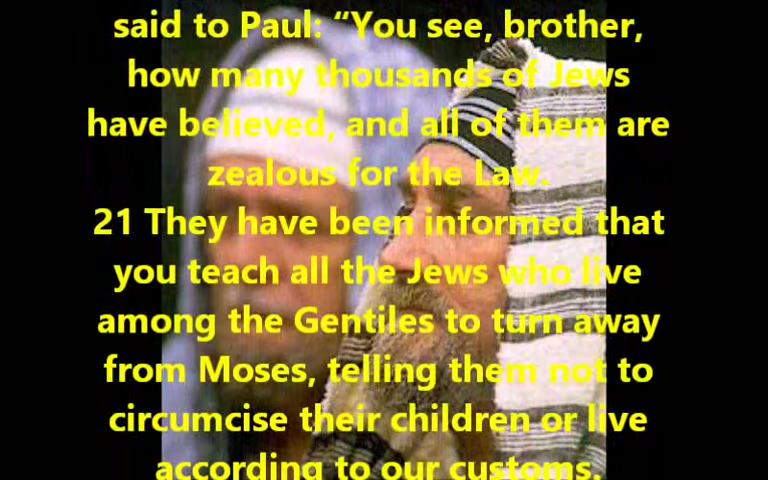 said to Paul: “You see, brother,
how many thousands of Jews
have believed, and all of them are
zealous for the Law.
21 They have been informed that
you teach all the Jews who live
among the Gentiles to turn away
from Moses, telling them not to
circumcise their children or live
according to our customs.